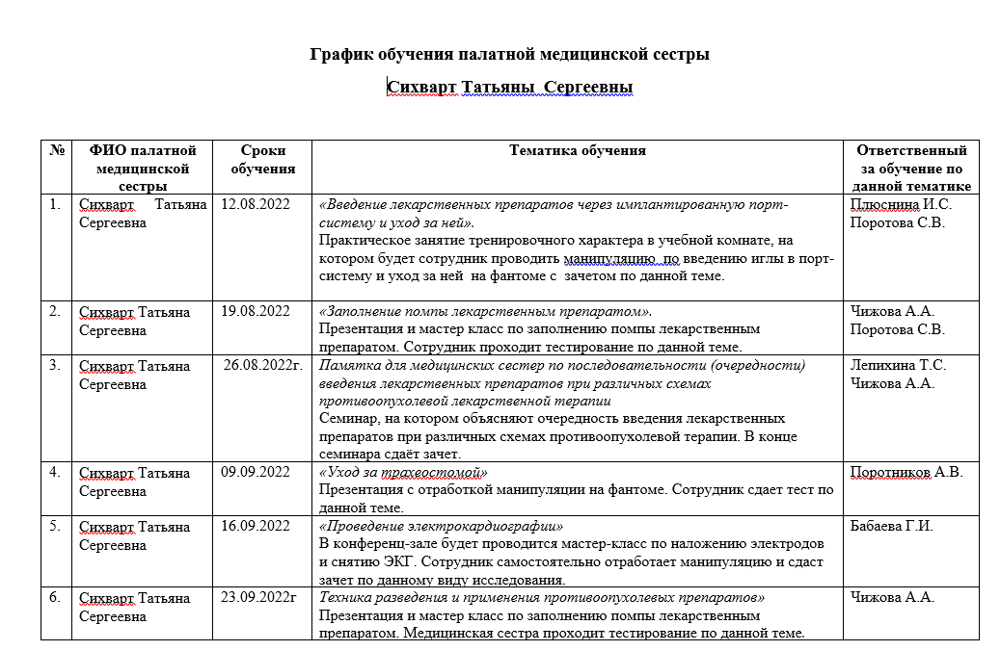 График обучения палатной медицинской сестры
Сихварт Татьяны Сергеевны
№
ФИО палатной
медицинской
сестры
Сроки
обучения
Тематика обучения
Ответственный
за обучение по
данной тематике
1.
Сихварт Татьяна
Сергеевна
12.08.2022
«Введение лекарственных препаратов через имплантированную порт-
систему и уход за ней».
Практическое занятие тренировочного характера в учебной комнате, на
котором будет сотрудник проводить манипуляцию по введению иглы в порт-
систему и уход за ней на фантоме с зачетом по данной теме.
Плюснина И.С.
Поротова С.В.
2.
Сихварт Татьяна
Сергеевна
19.08.2022
«Заполнение помпы лекарственным препаратом».
Презентация и мастер класс по заполнению помпы лекарственным
препаратом. Сотрудник проходит тестирование по данной теме.
Чижова А.А.
Поротова С.В.
3.
Сихварт Татьяна
Сергеевна
26.08.2022г.
Памятка для медицинских сестер по последовательности (очередности)
введения лекарственных препаратов при различных схемах
противоопухолевой лекарственной терапии
Семинар, на котором объясняют очередность введения лекарственных
препаратов при различных схемах противоопухолевой терапии. В конце
семинара сдаёт зачет.
Лепихина Т.С.
Чижова А.А.
4.
Сихварт Татьяна
Сергеевна
09.09.2022
«Уход за трахеостомой»
Презентация с отработкой манипуляции на фантоме. Сотрудник сдает тест по
данной теме.
Поротников А.В.
5.
Сихварт Татьяна
Сергеевна
16.09.2022
«Проведение электрокардиографии»
В конференц-зале будет проводится мастер-класс по наложению электродов
и снятию ЭКГ. Сотрудник самостоятельно отработает манипуляцию и сдаст
зачет по данному виду исследования.
Бабаева Г.И.
6.
Сихварт Татьяна
Сергеевна
23.09.2022г
Техника разведения и применения противоопухолевых препаратов»
Презентация и мастер класс по заполнению помпы лекарственным
препаратом. Медицинская сестра проходит тестирование по данной теме.
Чижова А.А.